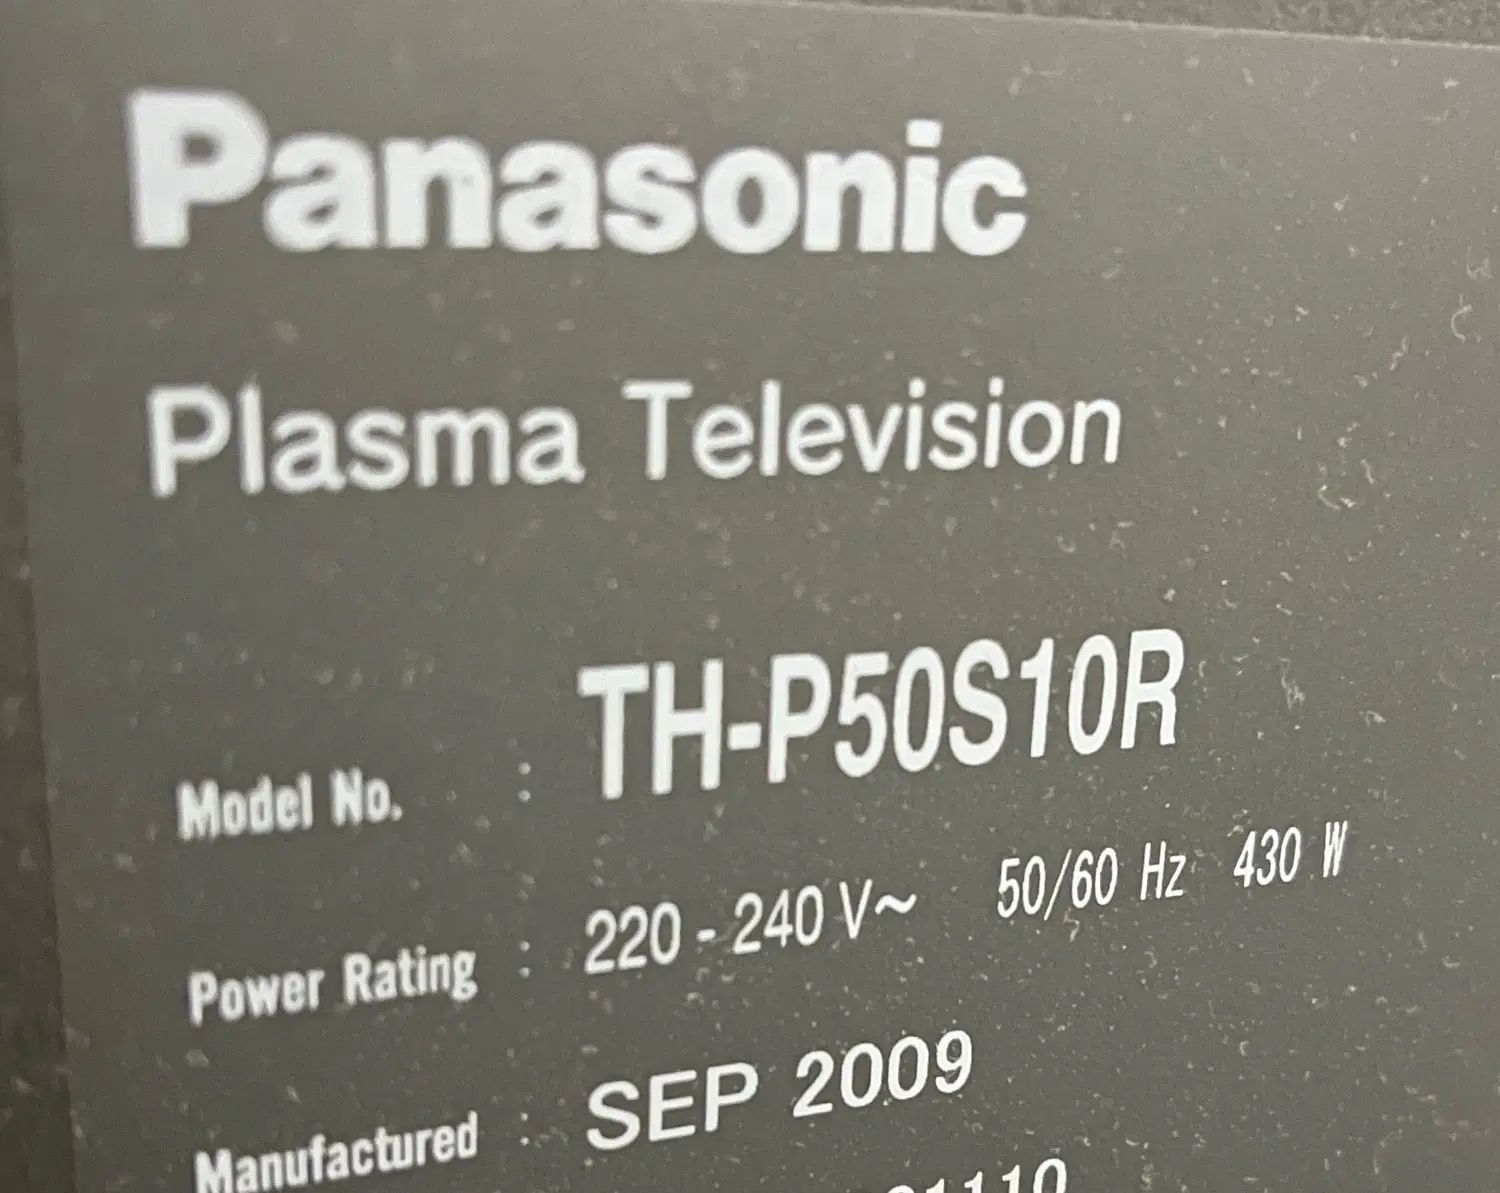 Panasonic
Plasma Television
Model No. : TH-P50S10R
Power Rating : 220 - 240 V~ 50/60 Hz 430 W
Manufactured : SEP 2009